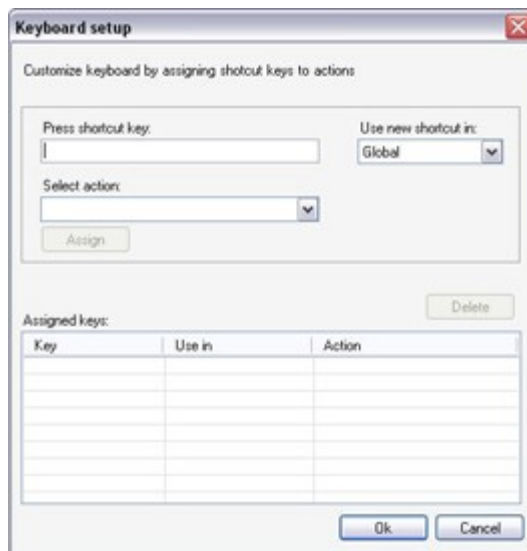 Keyboard setup
Customize keyboard by assigning shotcut keys to actions
Press shortcut key: Use new shortcut in:
Global
Select action:
Assign
Delete
Assigned keys:
Key Use in Action
Ok Cancel